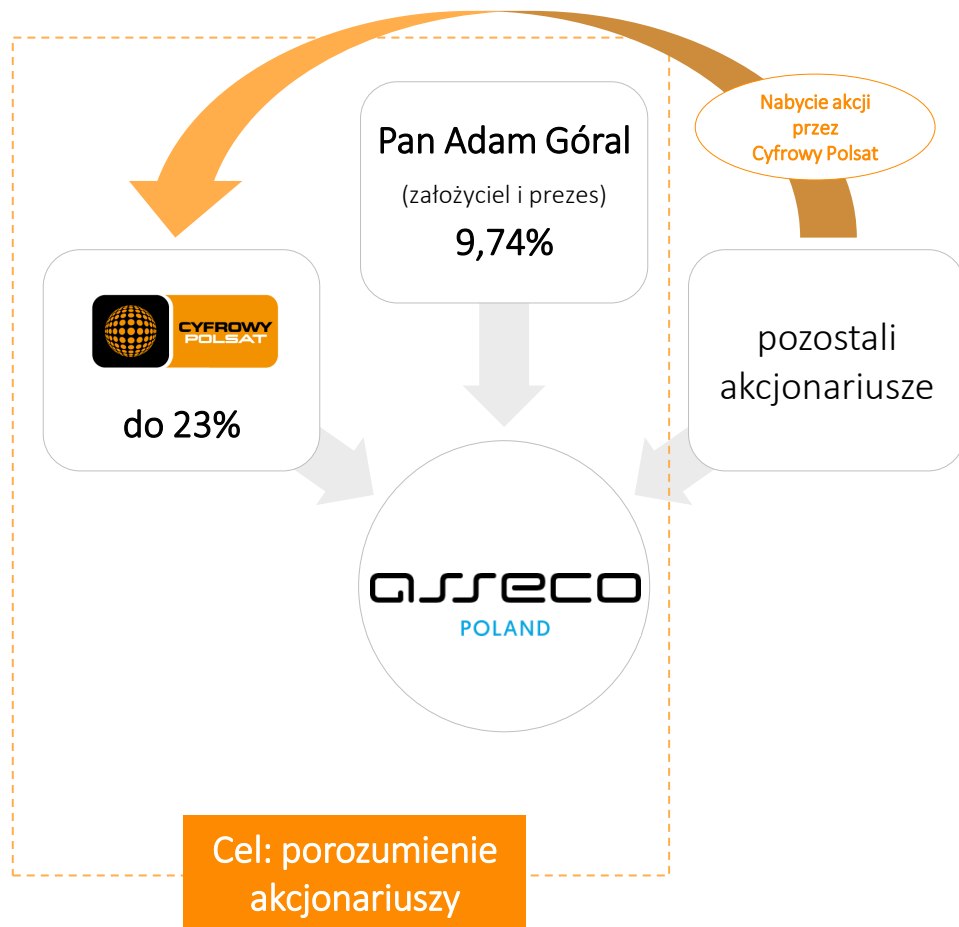 Nabycie akcji
przez
Cyfrowy Polsat
Pan Adam Góral
(założyciel i prezes)
9,74%
CYFROWY
POLSAT
do 23%
pozostali
akcjonariusze
asseco
POLAND
Cel: porozumienie
akcjonariuszy